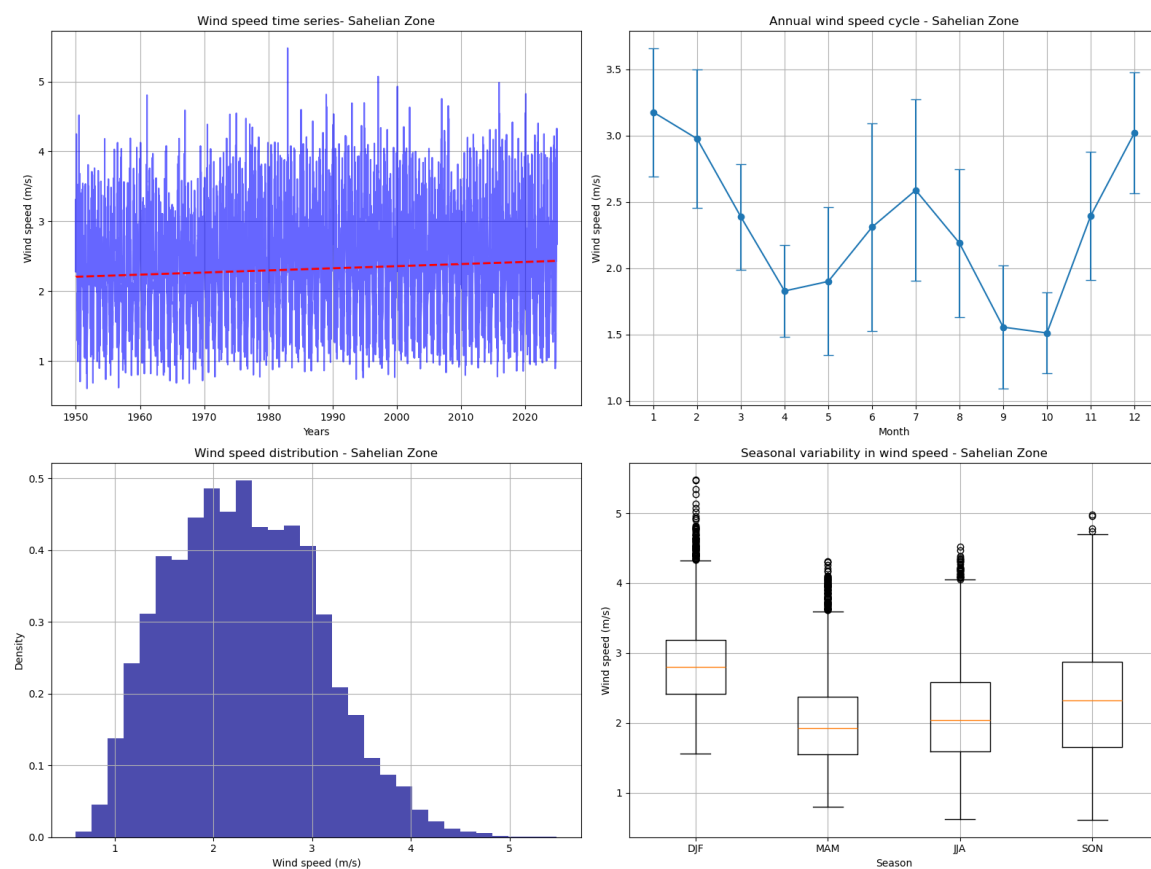 Wind speed time series- Sahelian Zone
Wind speed (m/s)
5
4
3
2
1
1950 1960 1970 1980 1990 2000 2010 2020
Years
Annual wind speed cycle - Sahelian Zone
Wind speed (m/s)
3.5
3.0
2.5
2.0
1.5
1.0
1 2 3 4 5 6 7 8 9 10 11 12
Month
Wind speed distribution - Sahelian Zone
Density
0.5
0.4
0.3
0.2
0.1
0.0
1 2 3 4 5
Wind speed (m/s)
Seasonal variability in wind speed - Sahelian Zone
Wind speed (m/s)
5
4
3
2
1
DJF MAM JJA SON
Season